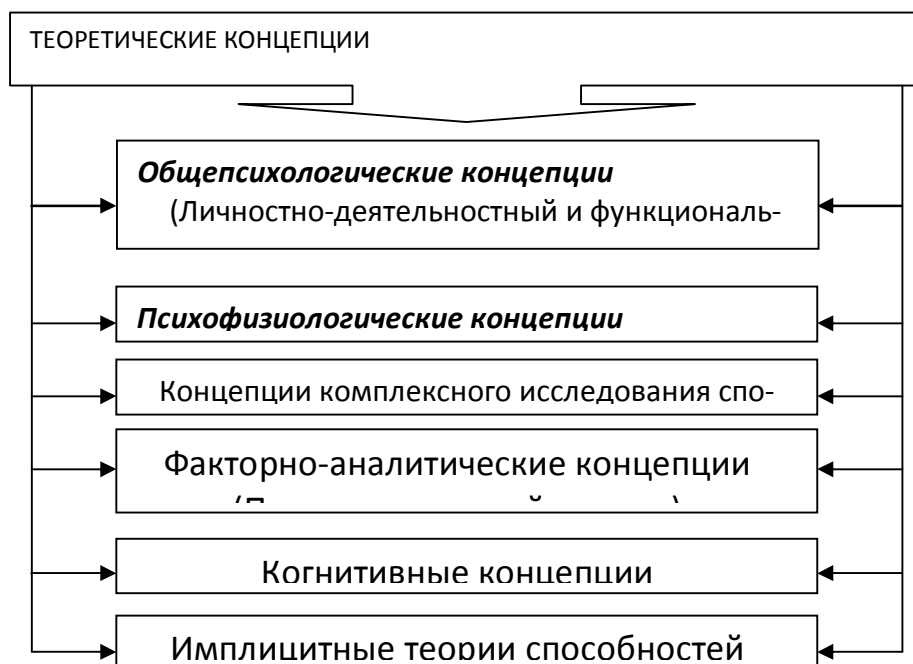 ТЕОРЕТИЧЕСКИЕ КОНЦЕПЦИИ
Общепсихологические концепции
(Личностно-деятельностный и функциональ-
Психофизиологические концепции
Концепции комплексного исследования спо-
Факторно-аналитические концепции
Когнитивные концепции
Имплицитные теории способностей